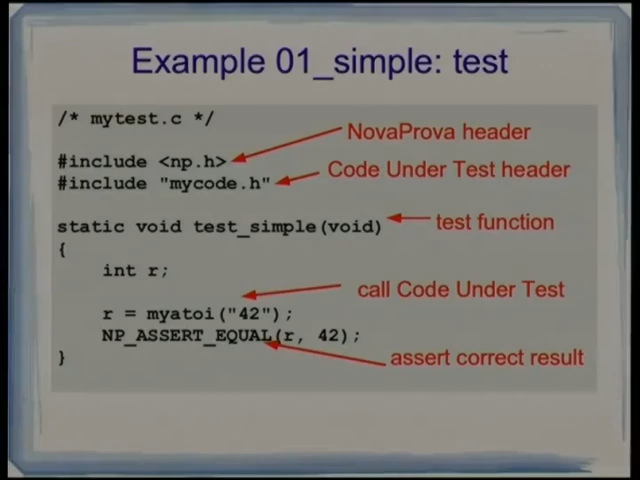 Example 01_simple: test
/* mytest.c */
NovaProva header
#include <np.h>
Code Under Test header
#include "mycode.h"
static void test_simple(void)
test function
{
int r;
call Code Under Test
r = myatoi("42");
NP_ASSERT_EQUAL(r, 42);
assert correct result
}